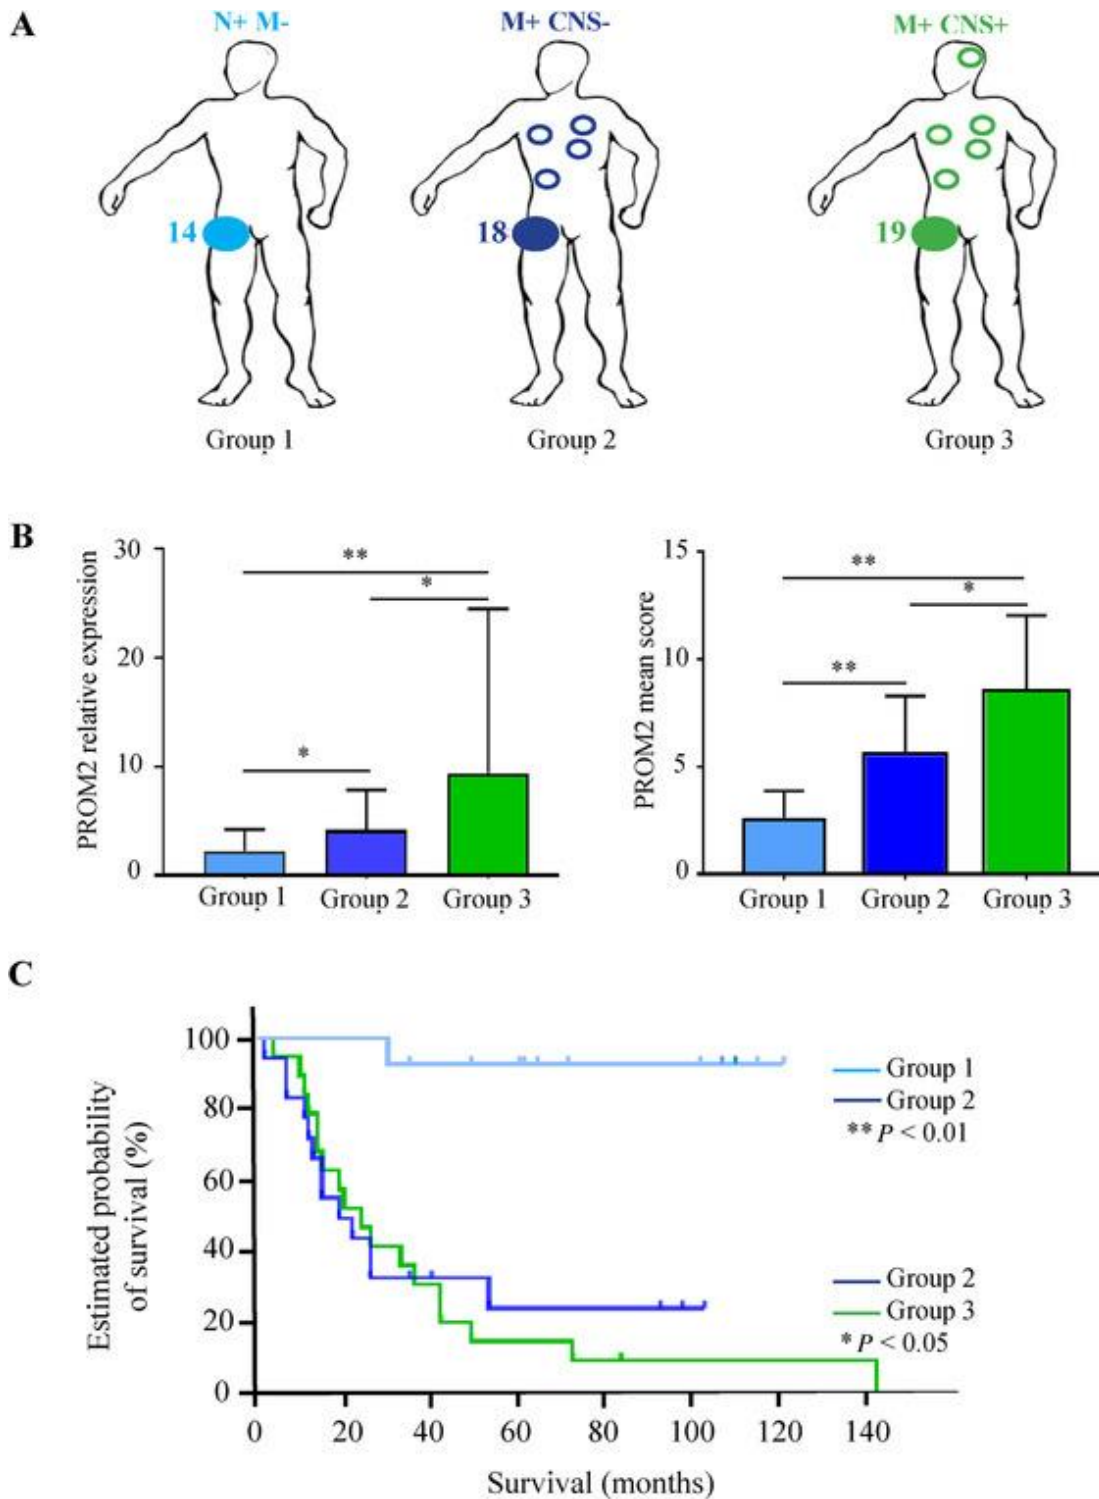 A
N+ M-
M+ CNS-
M+ CNS+
14
18
19
Group 1
Group 2
Group 3
B
PROM2 relative expression
30
20
10
0
**
*
*
Group 1
Group 2
Group 3
PROM2 mean score
15
10
5
0
**
*
**
Group 1
Group 2
Group 3
C
Estimated probability
of survival (%)
100
80
60
40
20
0
0
20
40
60
80
100
120
140
Survival (months)
Group 1
Group 2
** P < 0.01
Group 2
Group 3
* P < 0.05